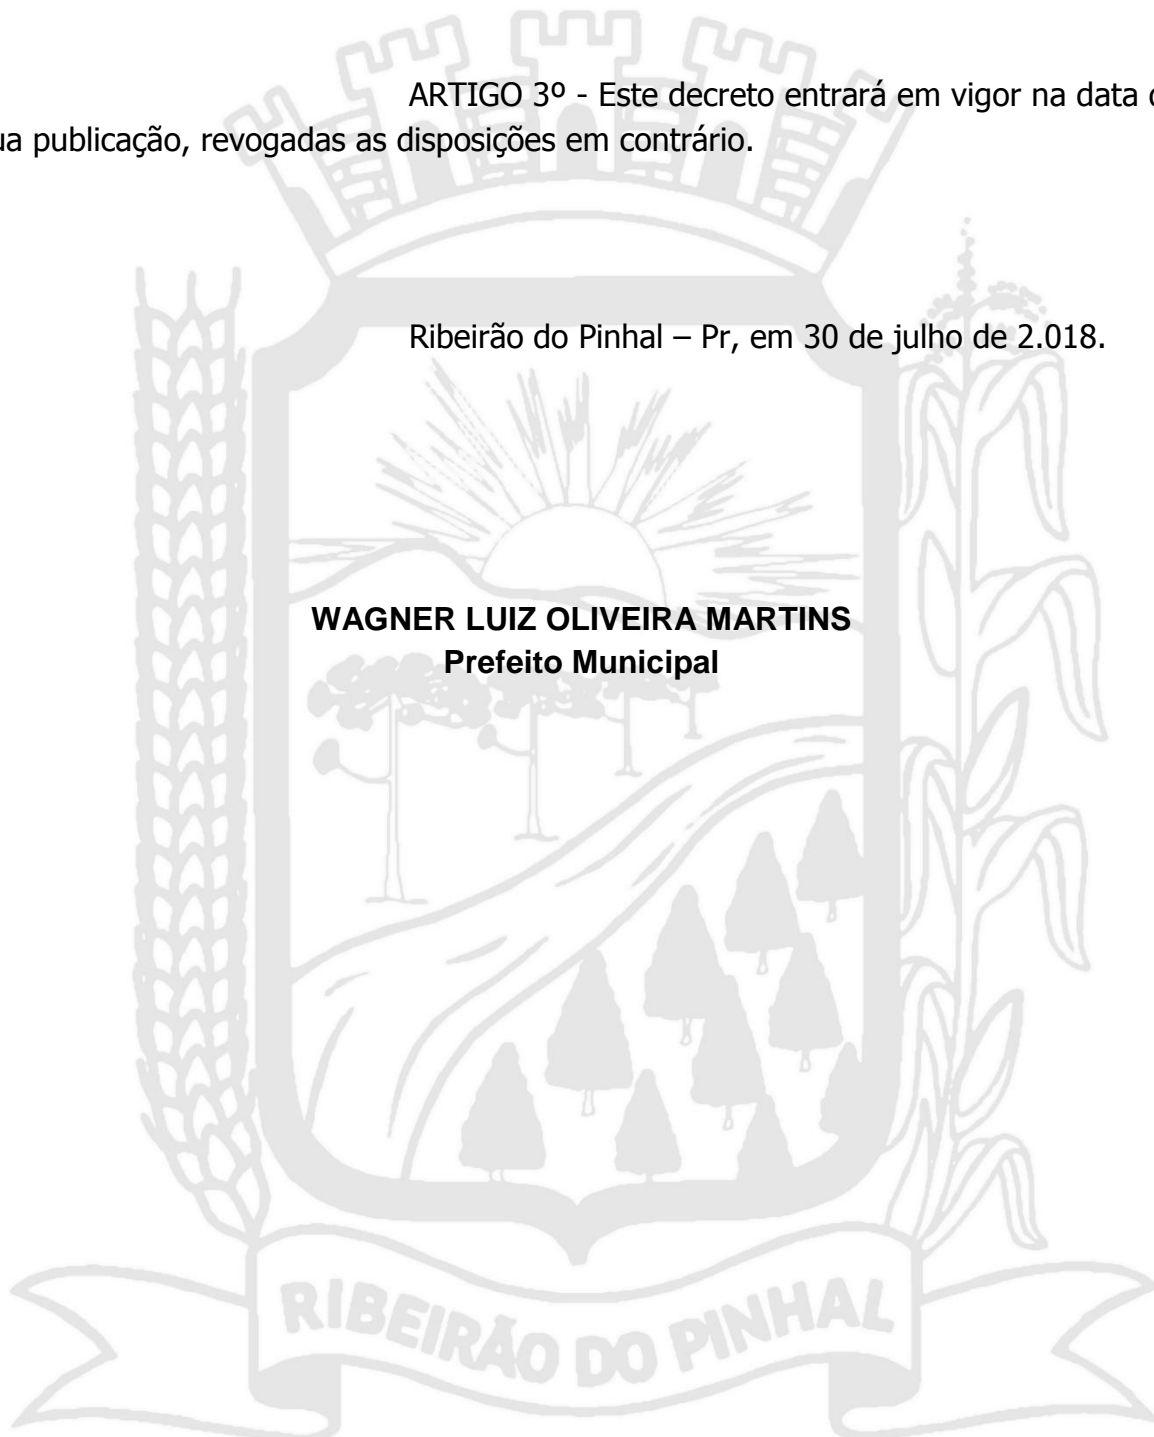 ARTIGO 3º - Este decreto entrará em vigor na data
publicação, revogadas as disposições em contrário.
Ribeirão do Pinhal – Pr, em 30 de julho de 2.018.
WAGNER LUIZ OLIVEIRA MARTINS
Prefeito Municipal
RIBEIRÃO DO PINHAL